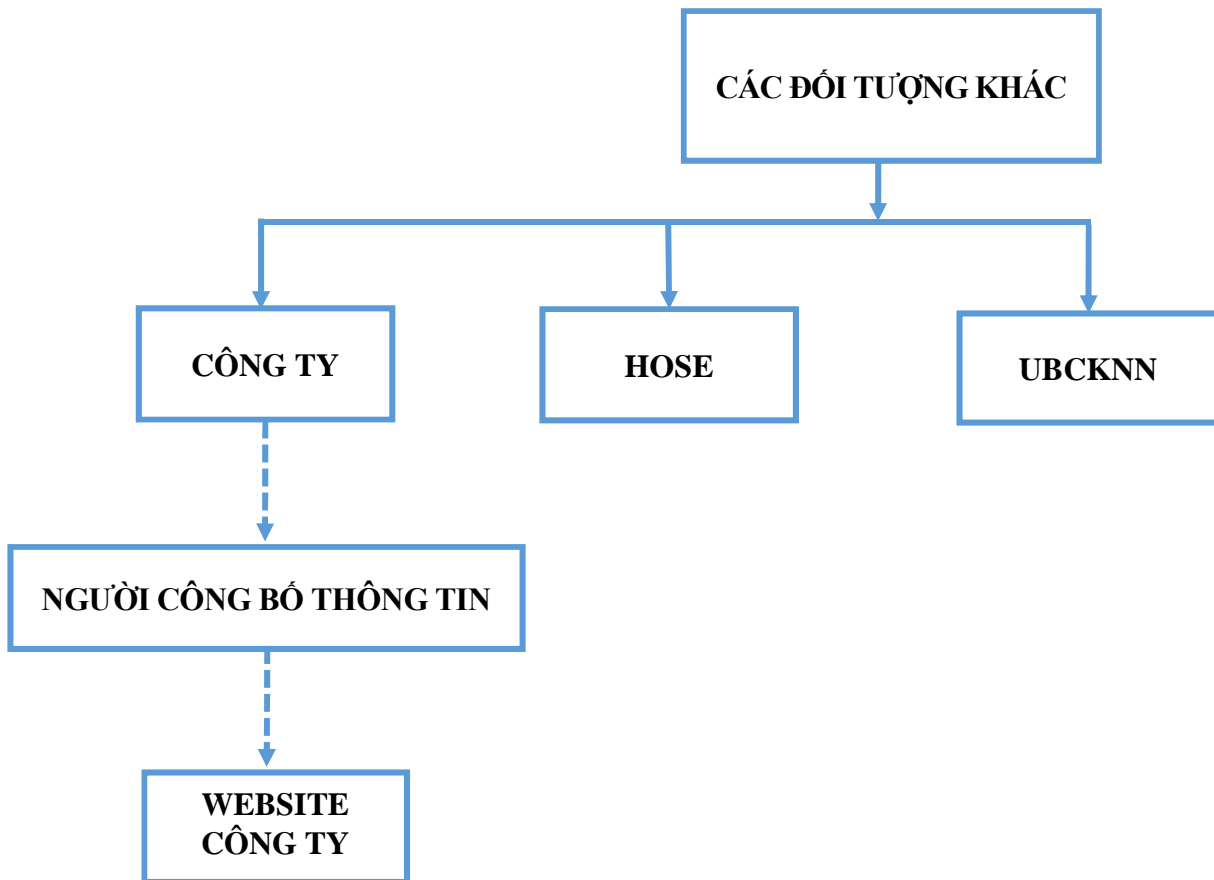 CÁC ĐỐI TƯỢNG KHÁC
CÔNG TY
HOSE
UBCKNN
NGƯỜI CÔNG BỐ THÔNG TIN
WEBSITE
CÔNG TY